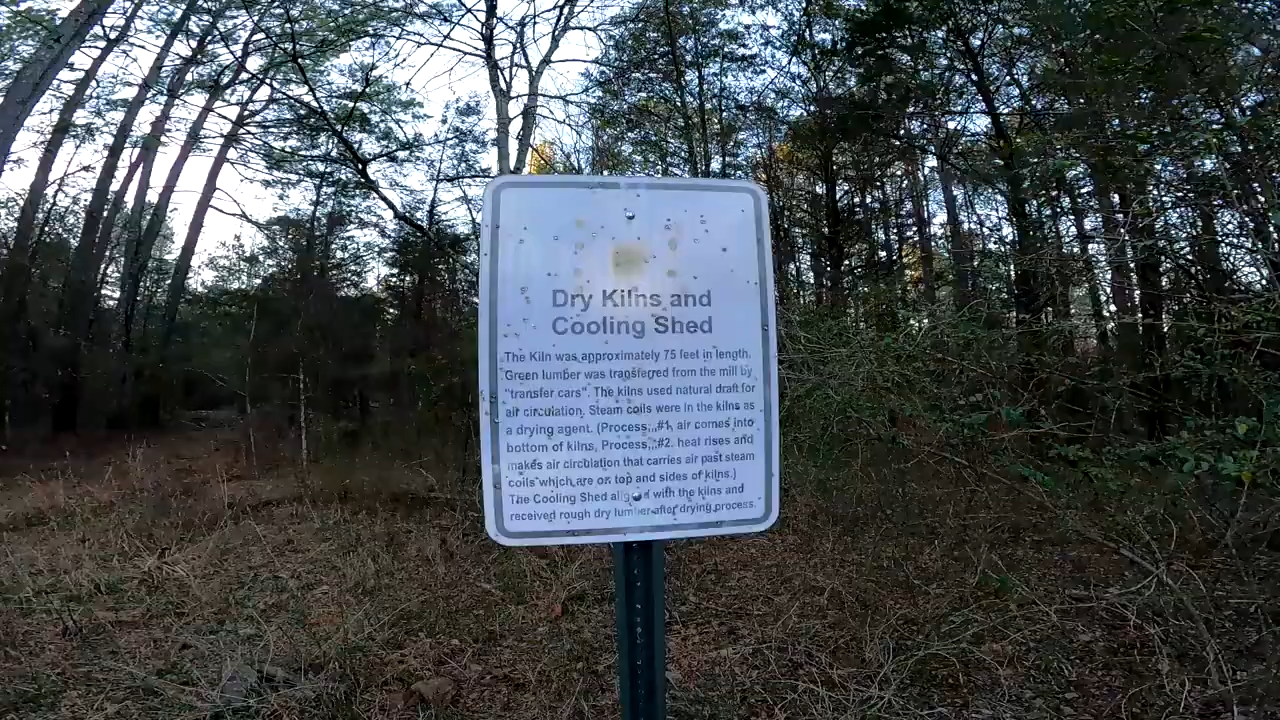 Dry Kilns and
Cooling Shed
The Kiln was approximately 75 feet in length.
Green lumber was transferred from the mill by
"transfer cars". The kilns used natural draft for
air circulation. Steam coils were in the kilns as
a drying agent. (Process,,,#1, air comes into
bottom of kilns, Process,,,#2. heat rises and
makes air circulation that carries air past steam
coils which are on top and sides of kilns.)
The Cooling Shed aligned with the kilns and
received rough dry lumber after drying process.